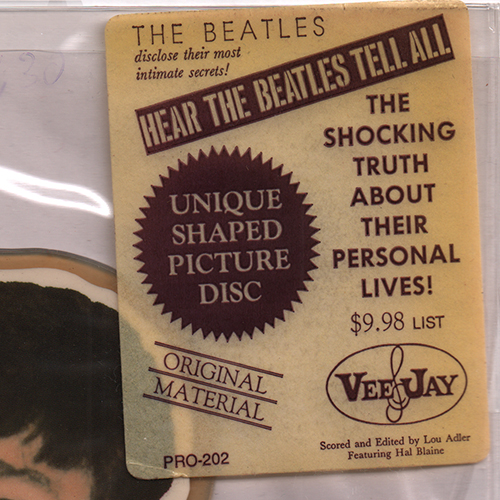 THE BEATLES
disclose their most
intimate secrets!
HEAR THE BEATLES TELL ALL
THE
SHOCKING
TRUTH
ABOUT
THEIR
PERSONAL
LIVES!
$9.98 LIST
UNIQUE
SHAPED
PICTURE
DISC
ORIGINAL
MATERIAL
VEE JAY
PRO-202
Scored and Edited by Lou Adler
Featuring Hal Blaine